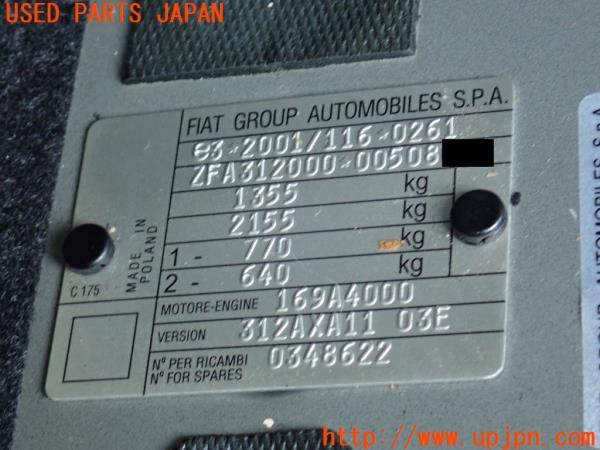 USED PARTS JAPAN
FIAT GROUP AUTOMOBILES S.P.A.
e3*2001/116*0261
ZFA312000*00508
1355 kg
2155 kg
1 - 770 kg
2 - 640 kg
MADE IN
POLAND
C 175
MOTORE-ENGINE 169A4000
VERSION 312AXA11 03E
N° PER RICAMBI
N° FOR SPARES 0348622
AUTOMOBILES S.p.A.
http://www.upjpn.com